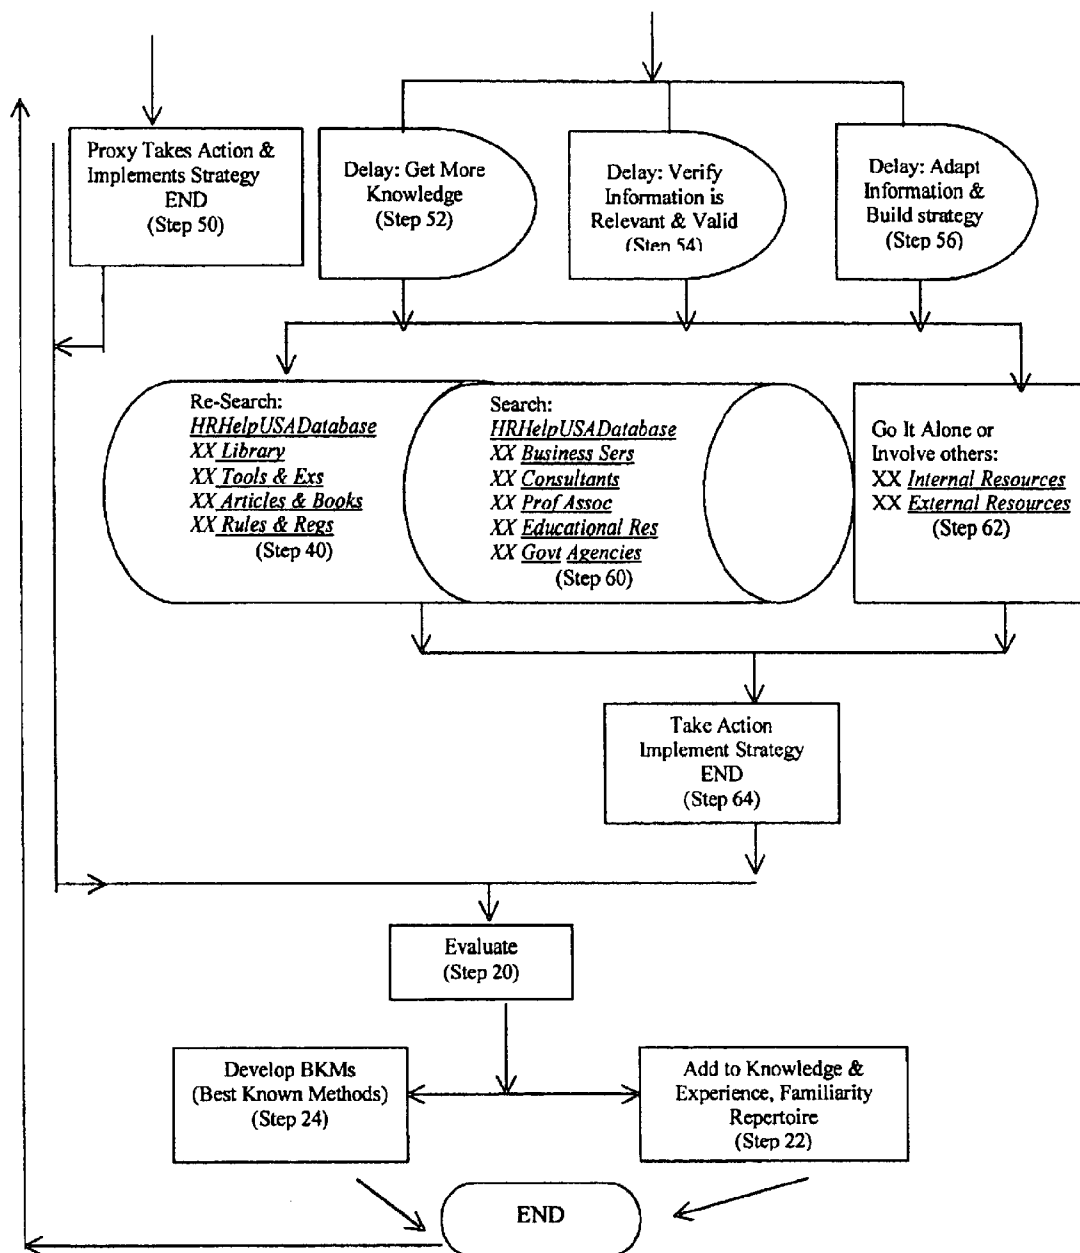 Proxy Takes Action &
Implements Strategy
END
(Step 50)
Delay: Get More
Knowledge
(Step 52)
Delay: Verify
Information is
Relevant & Valid
(Step 54)
Delay: Adapt
Information &
Build strategy
(Step 56)
Re-Search:
HRHelpUSADatabase
XX Library
XX Tools & Exs
XX Articles & Books
XX Rules & Regs
(Step 40)
Search:
HRHelpUSADatabase
XX Business Sers
XX Consultants
XX Prof Assoc
XX Educational Res
XX Govt Agencies
(Step 60)
Go It Alone or
Involve others:
XX Internal Resources
XX External Resources
(Step 62)
Take Action
Implement Strategy
END
(Step 64)
Evaluate
(Step 20)
Develop BKMs
(Best Known Methods)
(Step 24)
Add to Knowledge &
Experience, Familiarity
Repertoire
(Step 22)
END